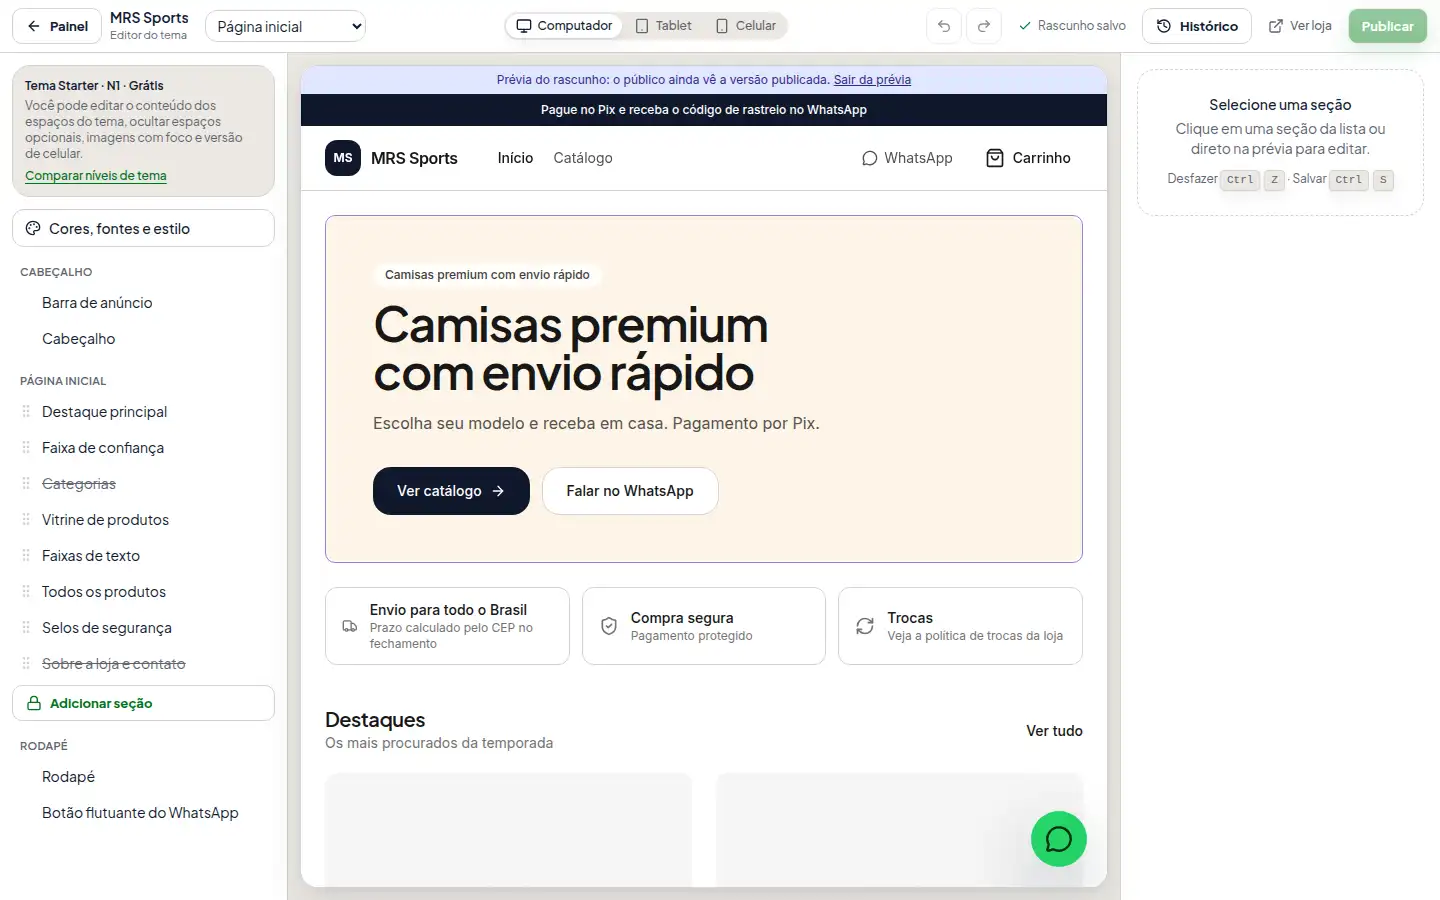 Painel
MRS Sports
Editor do tema
Página inicial
Computador
Tablet
Celular
Rascunho salvo
Histórico
Ver loja
Publicar
Tema Starter · N1 · Grátis
Você pode editar o conteúdo dos
espaços do tema, ocultar espaços
opcionais, imagens com foco e versão
de celular.
Comparar níveis de tema
Cores, fontes e estilo
CABEÇALHO
Barra de anúncio
Cabeçalho
PÁGINA INICIAL
Destaque principal
Faixa de confiança
Categorias
Vitrine de produtos
Faixas de texto
Todos os produtos
Selos de segurança
Sobre a loja e contato
Adicionar seção
RODAPÉ
Rodapé
Botão flutuante do WhatsApp
Prévia do rascunho: o público ainda vê a versão publicada. Sair da prévia
Pague no Pix e receba o código de rastreio no WhatsApp
MS
MRS Sports
Início
Catálogo
WhatsApp
Carrinho
Camisas premium com envio rápido
Camisas premium
com envio rápido
Escolha seu modelo e receba em casa. Pagamento por Pix.
Ver catálogo
Falar no WhatsApp
Envio para todo o Brasil
Prazo calculado pelo CEP no
fechamento
Compra segura
Pagamento protegido
Trocas
Veja a política de trocas da loja
Destaques
Os mais procurados da temporada
Ver tudo
Selecione uma seção
Clique em uma seção da lista ou
direto na prévia para editar.
Desfazer Ctrl Z · Salvar Ctrl S